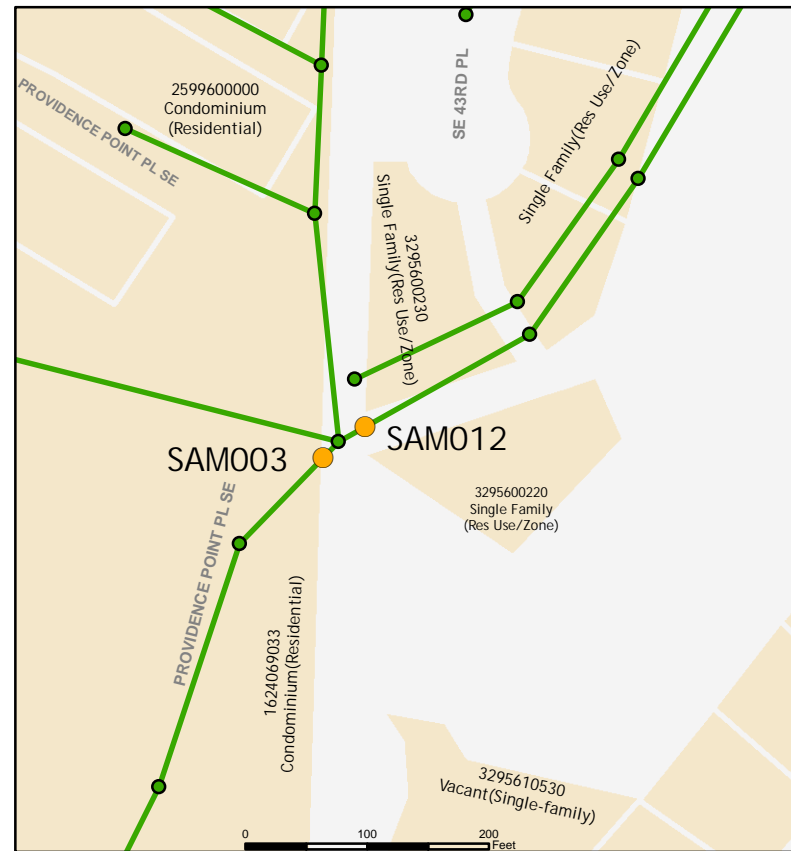 2599600000
Condominium
(Residential)
PROVIDENCE POINT PL SE
SE 43RD PL
Single Family(Res Use/Zone)
3295600230
Single Family(Res Use/Zone)
SAM003
SAM012
3295600220
Single Family
(Res Use/Zone)
PROVIDENCE POINT PL SE
1624069033
Condominium(Residential)
3295610530
Vacant(Single-family)
0 100 200
Feet